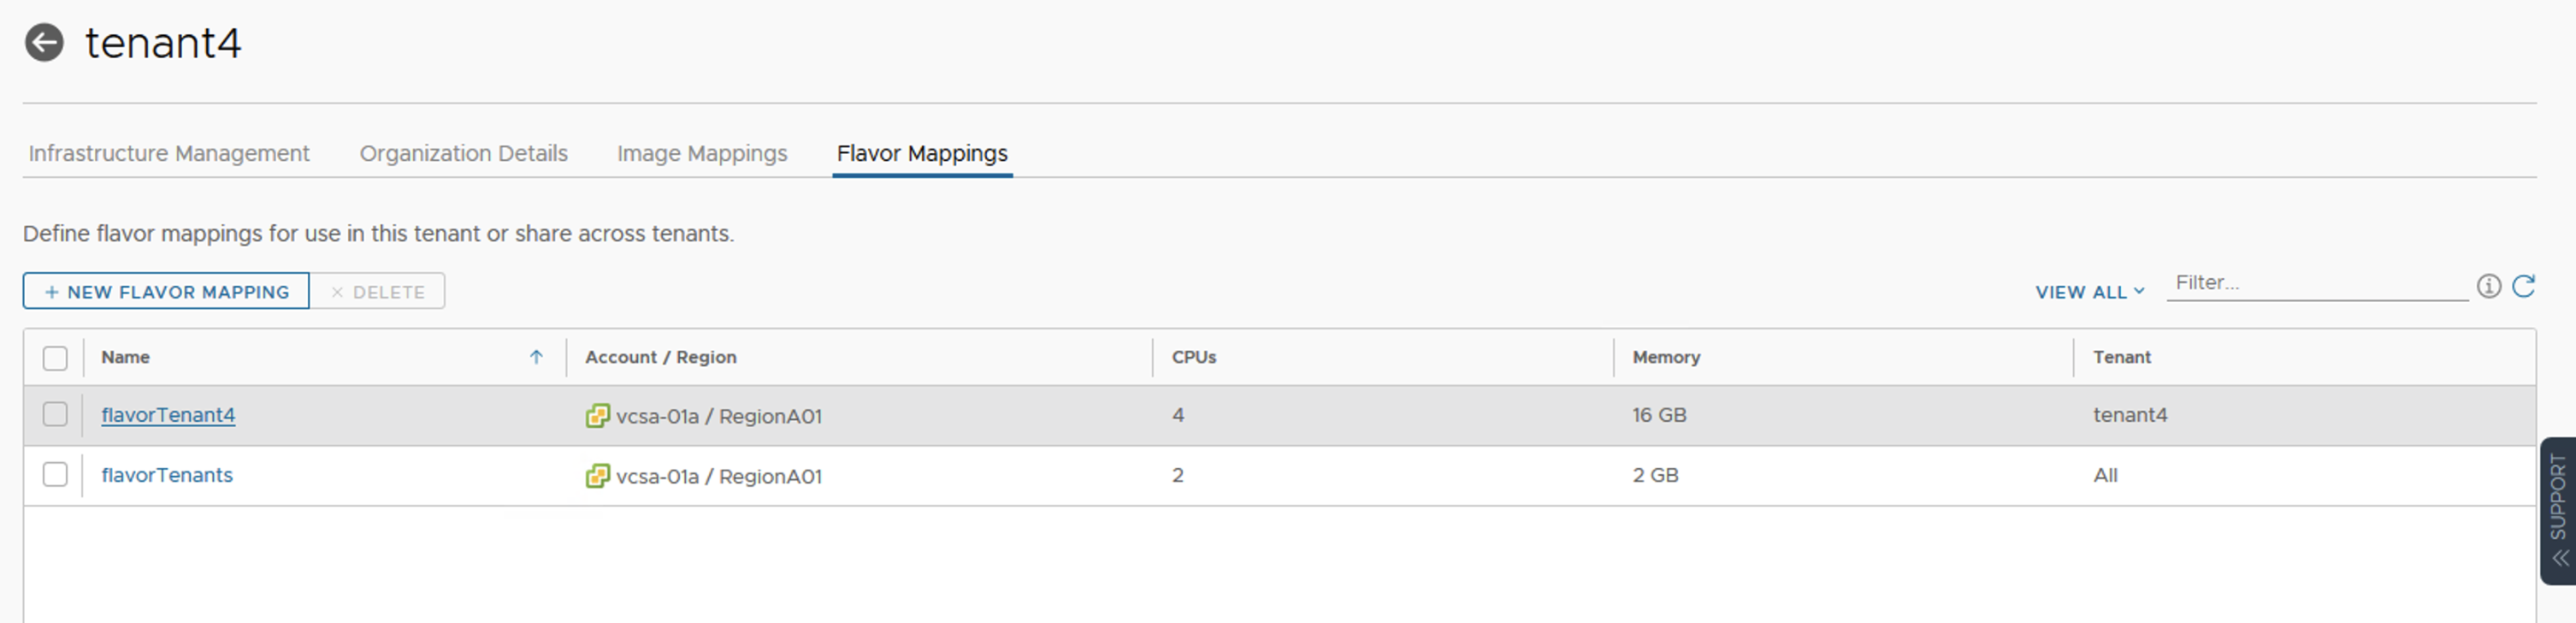 tenant4
Infrastructure Management Organization Details Image Mappings Flavor Mappings
Define flavor mappings for use in this tenant or share across tenants.
+ NEW FLAVOR MAPPING × DELETE VIEW ALL Filter...
Name Account / Region CPUs Memory Tenant
flavorTenant4 vcsa-01a / RegionA01 4 16 GB tenant4
flavorTenants vcsa-01a / RegionA01 2 2 GB All
SUPPORT